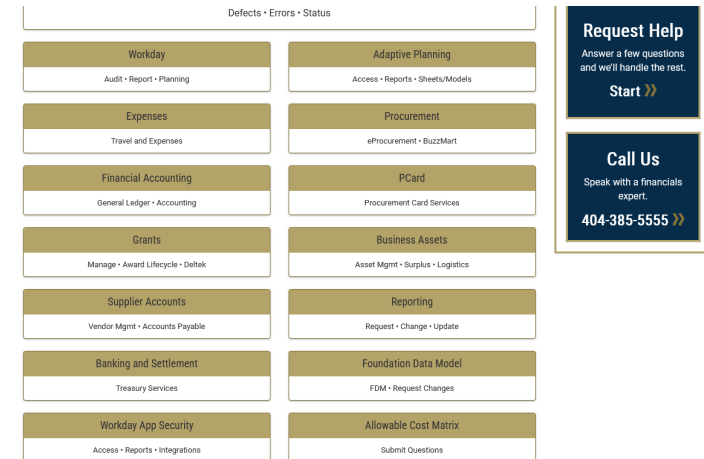 Defects • Errors • Status
Workday
Audit • Report • Planning
Adaptive Planning
Access • Reports • Sheets/Models
Expenses
Travel and Expenses
Procurement
eProcurement • BuzzMart
Financial Accounting
General Ledger • Accounting
PCard
Procurement Card Services
Grants
Manage • Award Lifecycle • Deltek
Business Assets
Asset Mgmt • Surplus • Logistics
Supplier Accounts
Vendor Mgmt • Accounts Payable
Reporting
Request • Change • Update
Banking and Settlement
Treasury Services
Foundation Data Model
FDM • Request Changes
Workday App Security
Access • Reports • Integrations
Allowable Cost Matrix
Submit Questions
Request Help
Answer a few questions
and we'll handle the rest.
Start »
Call Us
Speak with a financials
expert.
404-385-5555 »